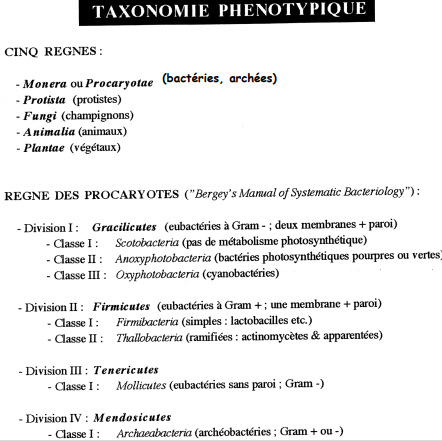 TAXONOMIE PHENOTYPIQUE
CINQ REGNES :
- Monera ou Procaryotae (bactéries, archées)
- Protista (protistes)
- Fungi (champignons)
- Animalia (animaux)
- Plantae (végétaux)
REGNE DES PROCARYOTES ("Bergey's Manual of Systematic Bacteriology") :
- Division I : Gracilicutes (eubactéries à Gram - ; deux membranes + paroi)
- Classe I : Scotobacteria (pas de métabolisme photosynthétique)
- Classe II : Anoxyphotobacteria (bactéries photosynthétiques pourpres ou vertes)
- Classe III : Oxyphotobacteria (cyanobactéries)
- Division II : Firmicutes (eubactéries à Gram + ; une membrane + paroi)
- Classe I : Firmibacteria (simples : lactobacilles etc.)
- Classe II : Thallobacteria (ramifiées : actinomycètes & apparentées)
- Division III : Tenericutes
- Classe I : Mollicutes (eubactéries sans paroi ; Gram -)
- Division IV : Mendosicutes
- Classe I : Archaeabacteria (archéobactéries ; Gram + ou -)